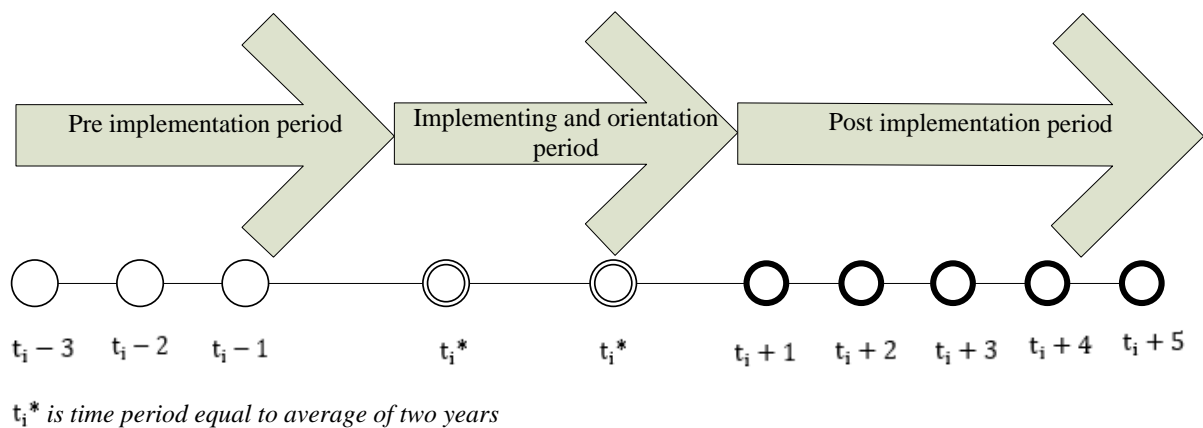 Pre implementation period
Implementing and orientation
period
Post implementation period
tᵢ − 3
tᵢ − 2
tᵢ − 1
tᵢ*
tᵢ*
tᵢ + 1
tᵢ + 2
tᵢ + 3
tᵢ + 4
tᵢ + 5
tᵢ* is time period equal to average of two years